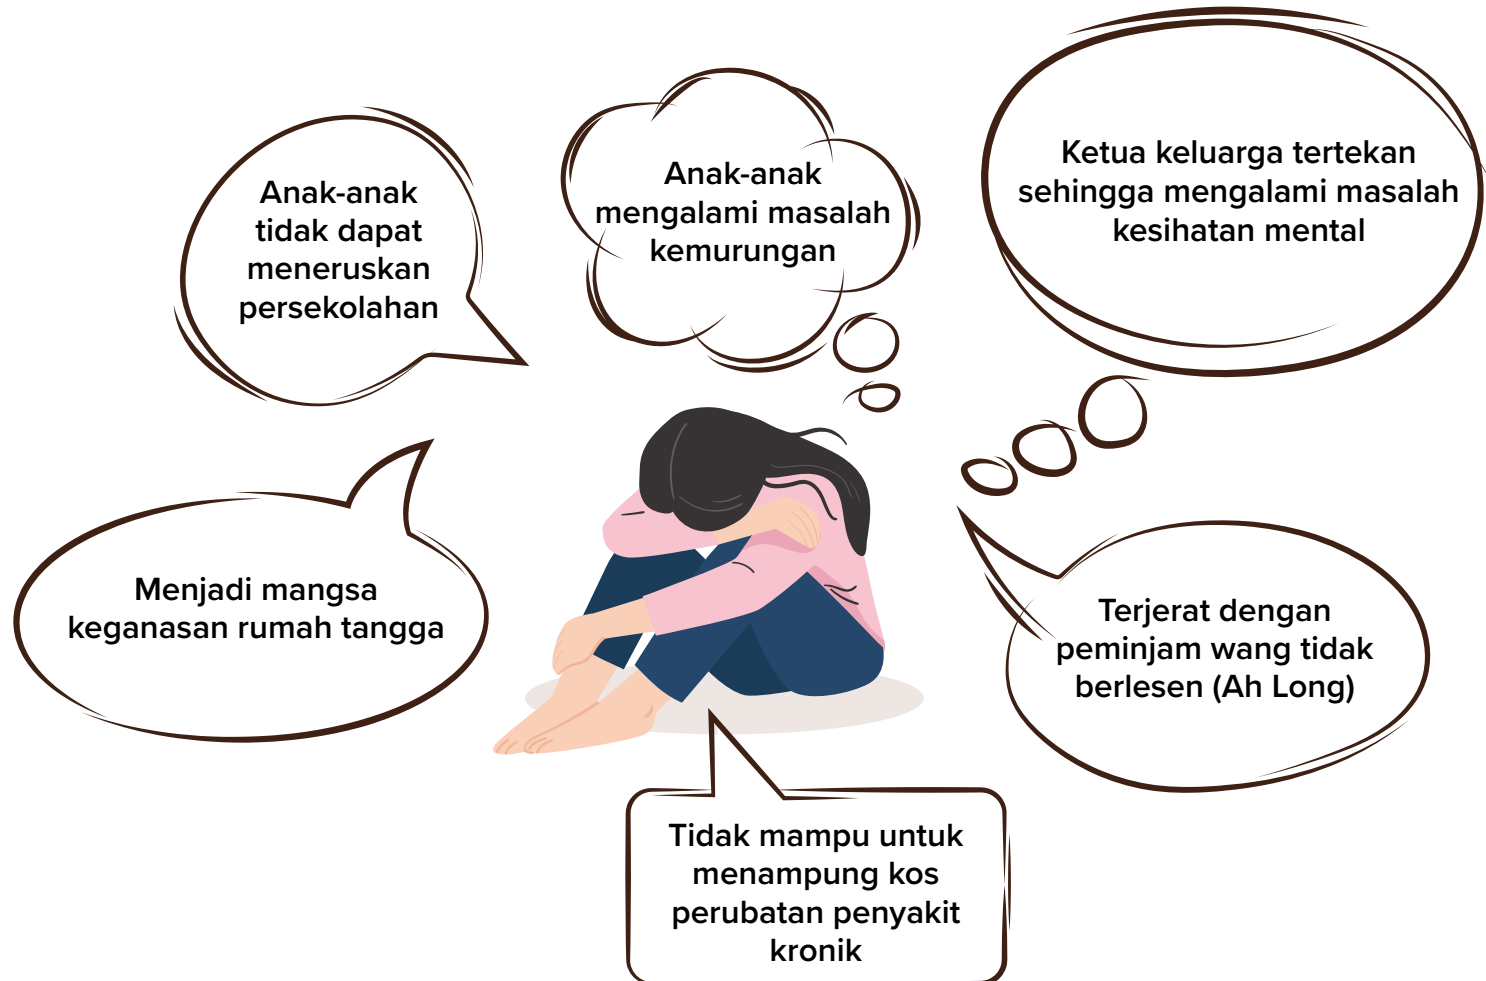 Anak-anak
tidak dapat
meneruskan
persekolahan
Anak-anak
mengalami masalah
kemurungan
Ketua keluarga tertekan
sehingga mengalami masalah
kesihatan mental
Menjadi mangsa
keganasan rumah tangga
Terjerat dengan
peminjam wang tidak
berlesen (Ah Long)
Tidak mampu untuk
menampung kos
perubatan penyakit
kronik